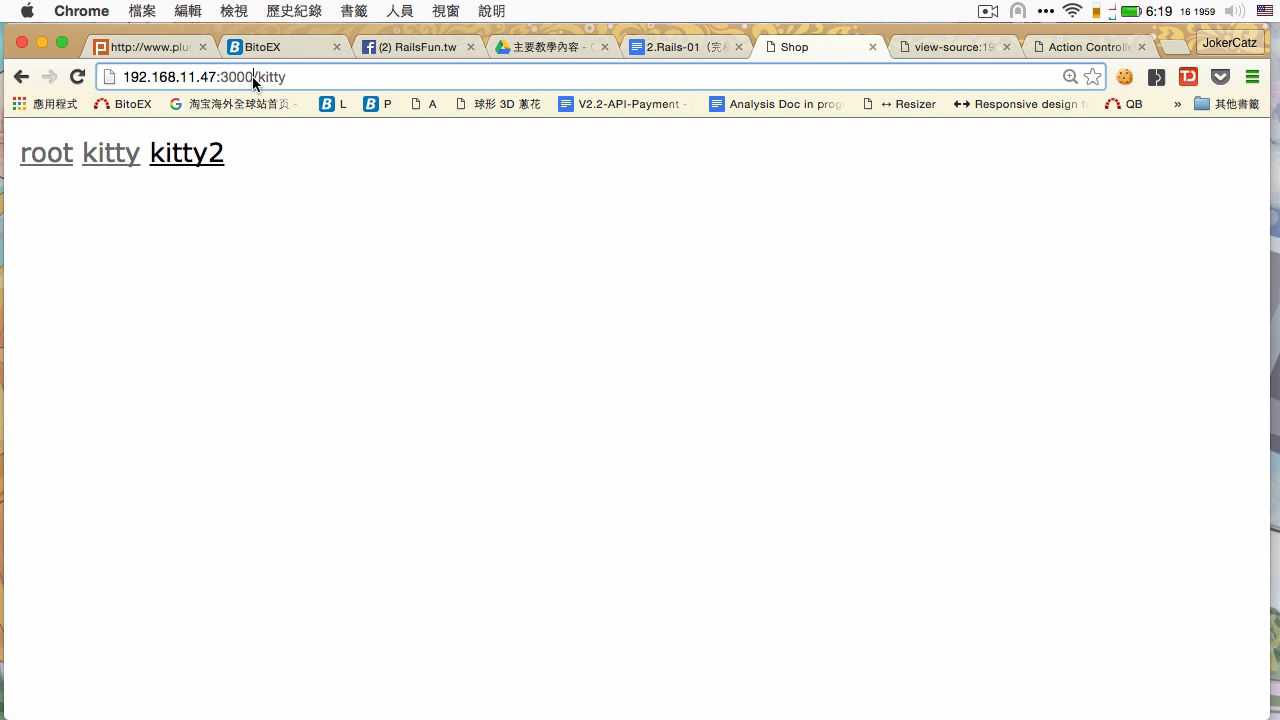 Chrome 檔案 編輯 檢視 歷史紀錄 書籤 人員 視窗 說明 6:19 16 1959
http://www.plur BitoEX (2) RailsFun.tw 主要教學內容 - 2.Rails-01 Shop view-source:19 Action Controlle JokerCatz
192.168.11.47:3000/kitty
應用程式 BitoEX 淘宝海外全球站首页 - B L B P A 球形 3D 蔥花 V2.2-API-Payment - Analysis Doc in prog ↔ Resizer ↔ Responsive design t QB » 其他書籤
root kitty kitty2